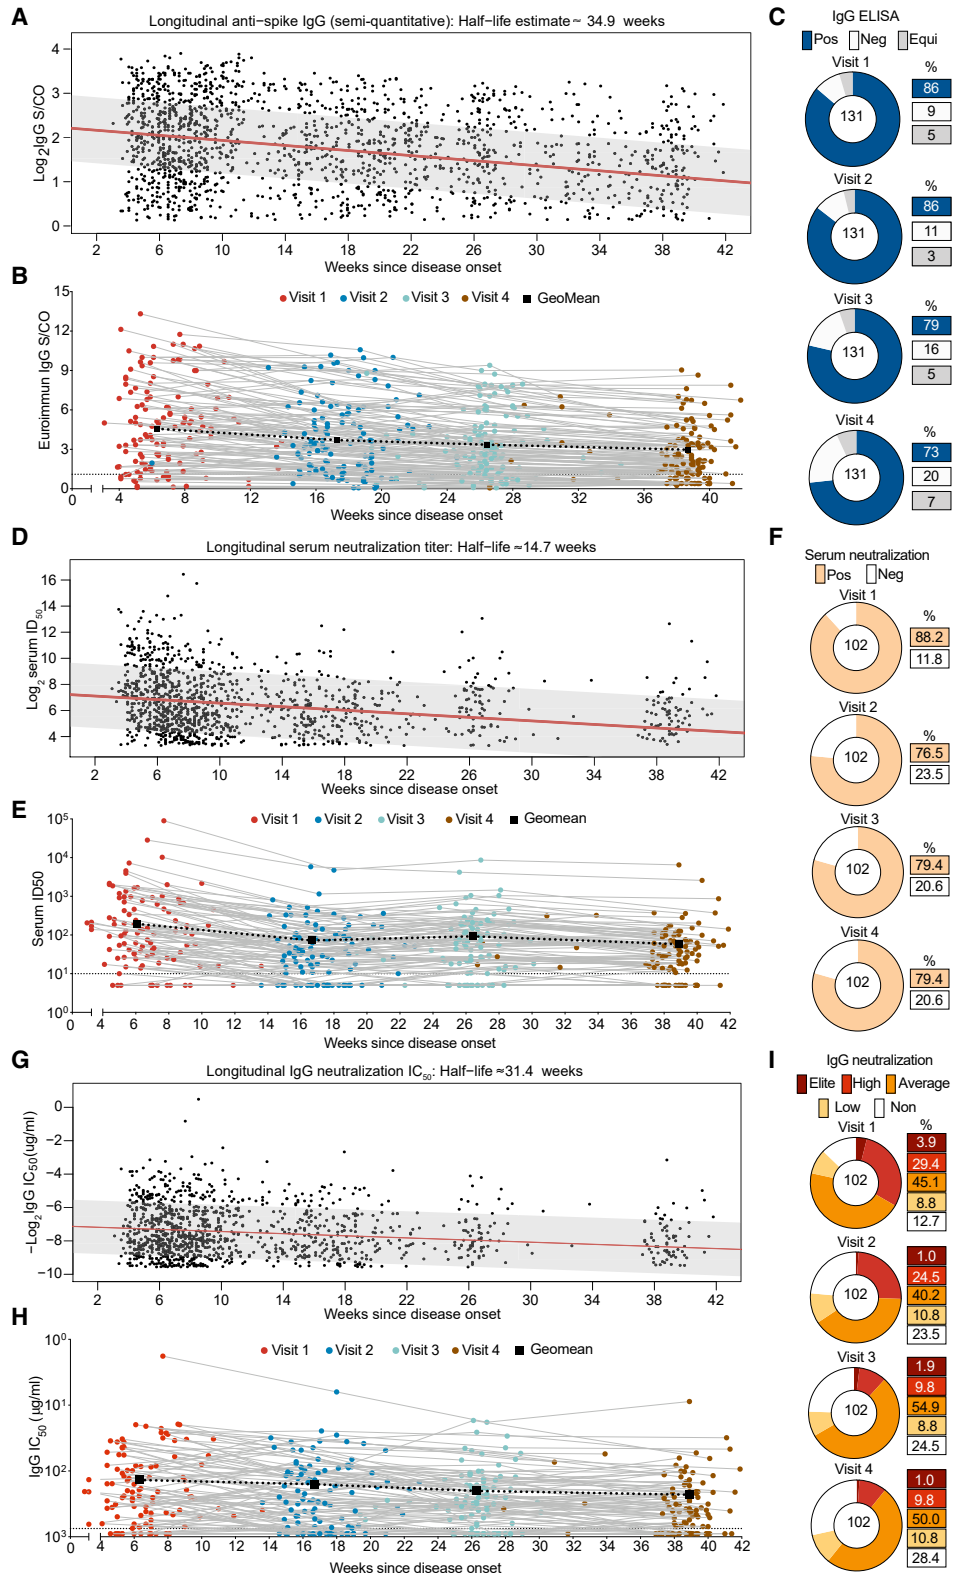 A
Longitudinal anti−spike IgG (semi−quantitative): Half−life estimate ≈ 34.9 weeks
Log2 IgG S/CO
4
3
2
1
0
2 6 10 14 18 22 26 30 34 38 42
Weeks since disease onset
B
Visit 1 Visit 2 Visit 3 Visit 4 GeoMean
Euroimmun IgG S/CO
15
12
9
6
3
0
0 4 8 12 16 20 24 28 32 36 40
Weeks since disease onset
C
IgG ELISA
Pos Neg Equi
Visit 1
131
%
86
9
5
Visit 2
131
%
86
11
3
Visit 3
131
%
79
16
5
Visit 4
131
%
73
20
7
D
Longitudinal serum neutralization titer: Half−life ≈14.7 weeks
Log2 serum ID50
16
14
12
10
8
6
4
2 6 10 14 18 22 26 30 34 38 42
Weeks since disease onset
E
Visit 1 Visit 2 Visit 3 Visit 4 Geomean
Serum ID50
10^5
10^4
10^3
10^2
10^1
10^0
0 4 6 8 10 12 14 16 18 20 22 24 26 28 30 32 34 36 38 40 42
Weeks since disease onset
F
Serum neutralization
Pos Neg
Visit 1
102
%
88.2
11.8
Visit 2
102
%
76.5
23.5
Visit 3
102
%
79.4
20.6
Visit 4
102
%
79.4
20.6
G
Longitudinal IgG neutralization IC50: Half−life ≈31.4 weeks
−Log2 IgG IC50(ug/ml)
0
−2
−4
−6
−8
−10
2 6 10 14 18 22 26 30 34 38 42
Weeks since disease onset
H
Visit 1 Visit 2 Visit 3 Visit 4 Geomean
IgG IC50 (µg/ml)
10^0
10^1
10^2
10^3
0 4 6 8 10 12 14 16 18 20 22 24 26 28 30 32 34 36 38 40 42
Weeks since disease onset
I
IgG neutralization
Elite High Average
Low Non
Visit 1
102
%
3.9
29.4
45.1
8.8
12.7
Visit 2
102
1.0
24.5
40.2
10.8
23.5
Visit 3
102
1.9
9.8
54.9
8.8
24.5
Visit 4
102
1.0
9.8
50.0
10.8
28.4